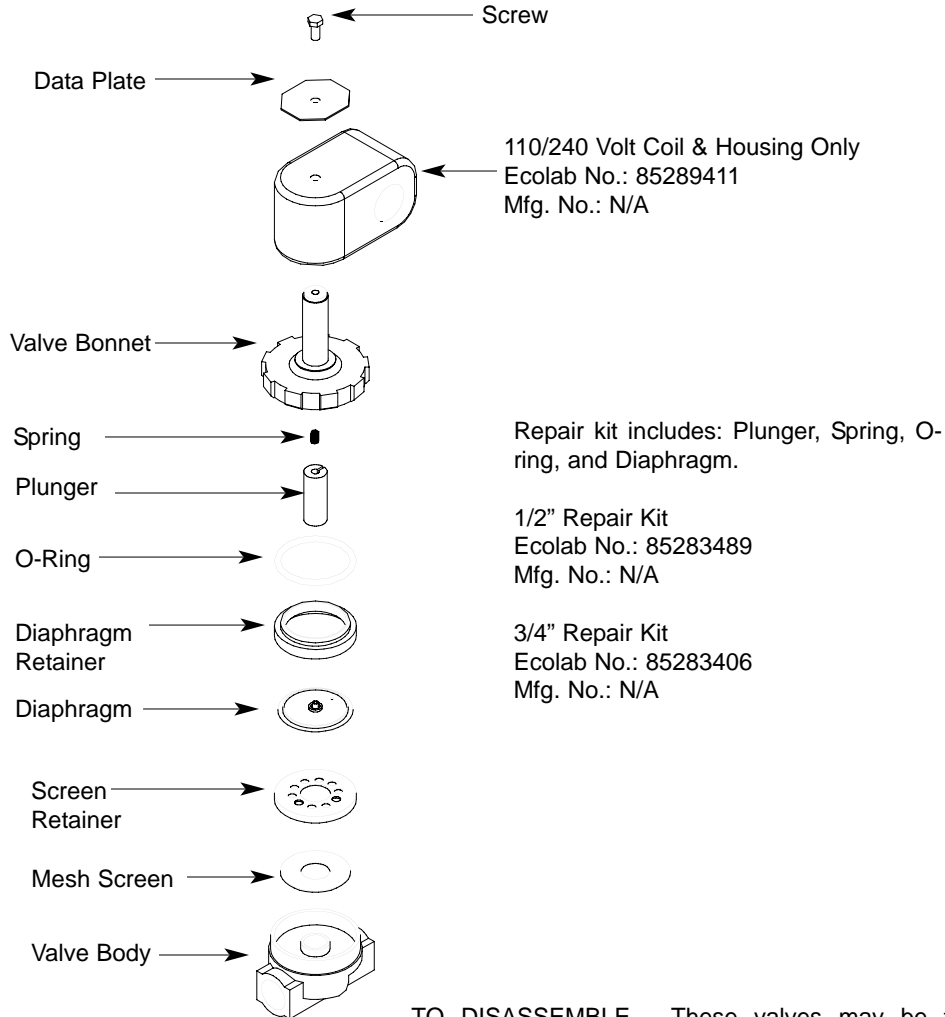 Screw
Data Plate
110/240 Volt Coil & Housing Only
Ecolab No.: 85289411
Mfg. No.: N/A
Valve Bonnet
Spring
Plunger
O-Ring
Diaphragm
Retainer
Diaphragm
Screen
Retainer
Mesh Screen
Valve Body
Repair kit includes: Plunger, Spring, O-
ring, and Diaphragm.
1/2” Repair Kit
Ecolab No.: 85283489
Mfg. No.: N/A
3/4” Repair Kit
Ecolab No.: 85283406
Mfg. No.: N/A
TO DISASSEMBLE These valves may be